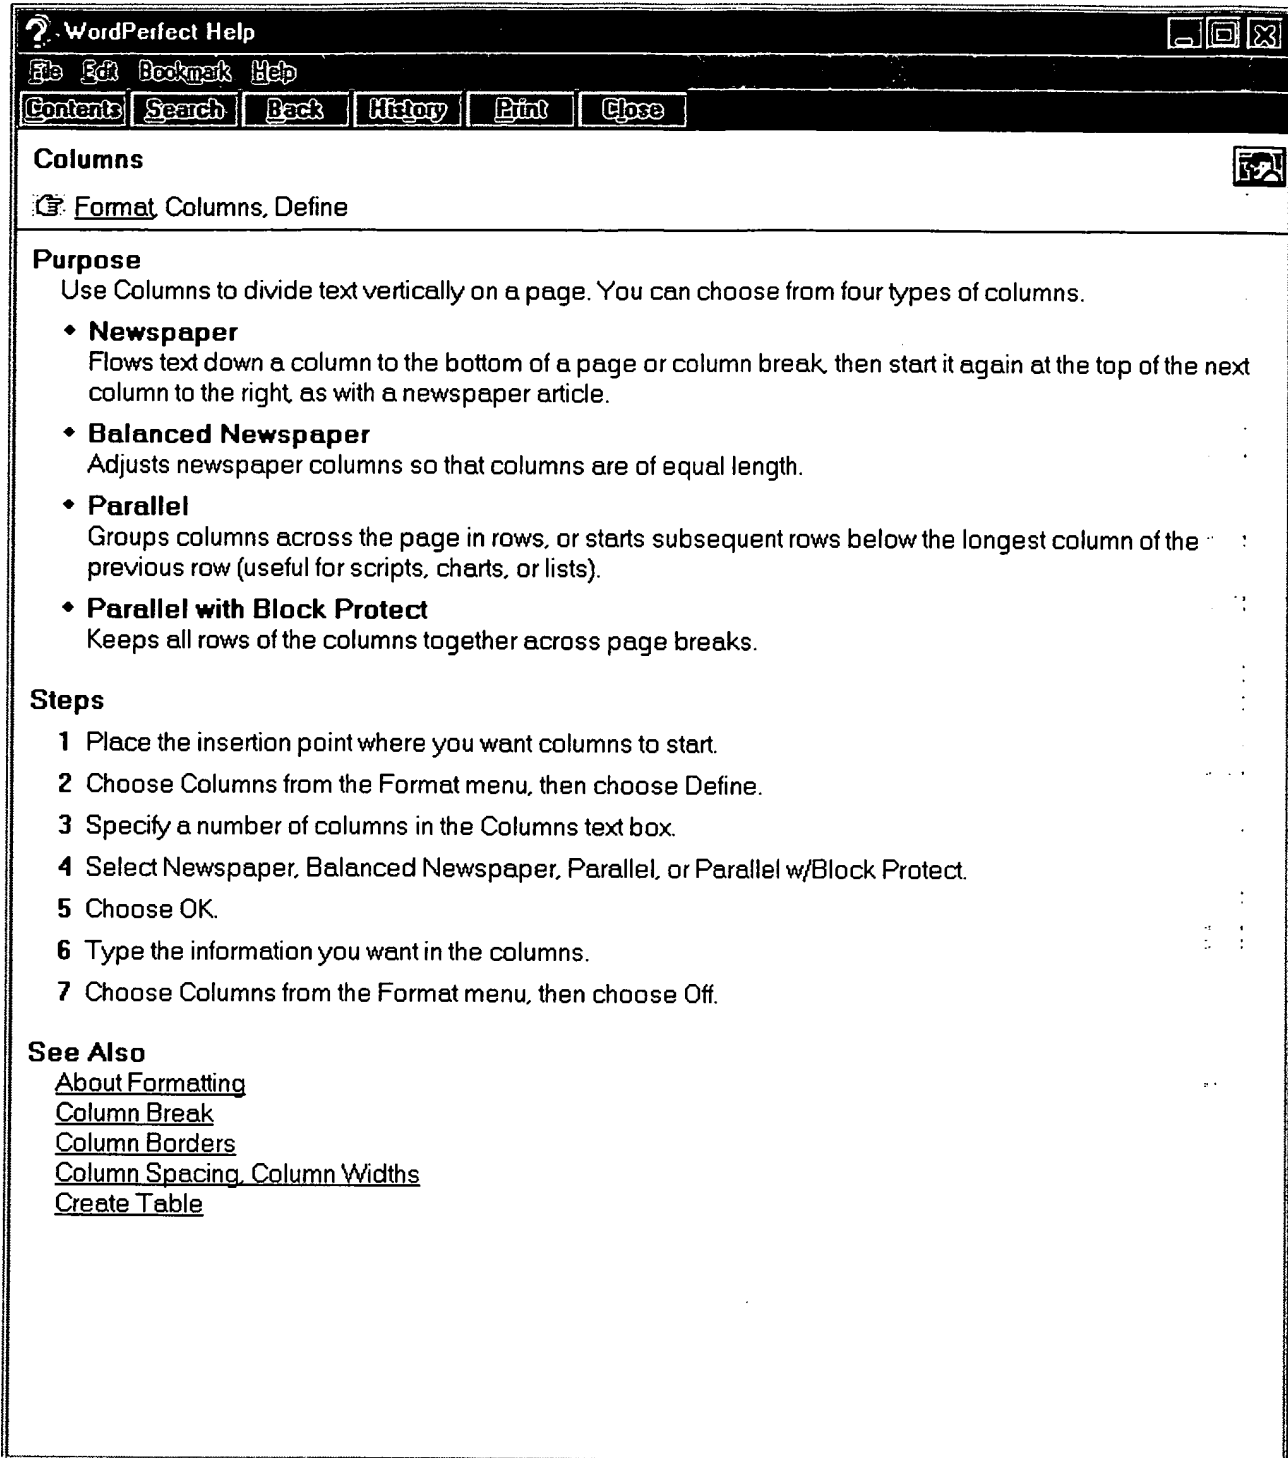 WordPerfect Help
File Edit Bookmark Help
Contents Search Back History Print Close
Columns
Format, Columns, Define
Purpose
Use Columns to divide text vertically on a page. You can choose from four types of columns.
Newspaper
Flows text down a column to the bottom of a page or column break, then start it again at the top of the next
column to the right, as with a newspaper article.
Balanced Newspaper
Adjusts newspaper columns so that columns are of equal length.
Parallel
Groups columns across the page in rows, or starts subsequent rows below the longest column of the
previous row (useful for scripts, charts, or lists).
Parallel with Block Protect
Keeps all rows of the columns together across page breaks.
Steps
1 Place the insertion point where you want columns to start.
2 Choose Columns from the Format menu, then choose Define.
3 Specify a number of columns in the Columns text box.
4 Select Newspaper, Balanced Newspaper, Parallel, or Parallel w/Block Protect.
5 Choose OK.
6 Type the information you want in the columns.
7 Choose Columns from the Format menu, then choose Off.
See Also
About Formatting
Column Break
Column Borders
Column Spacing, Column Widths
Create Table